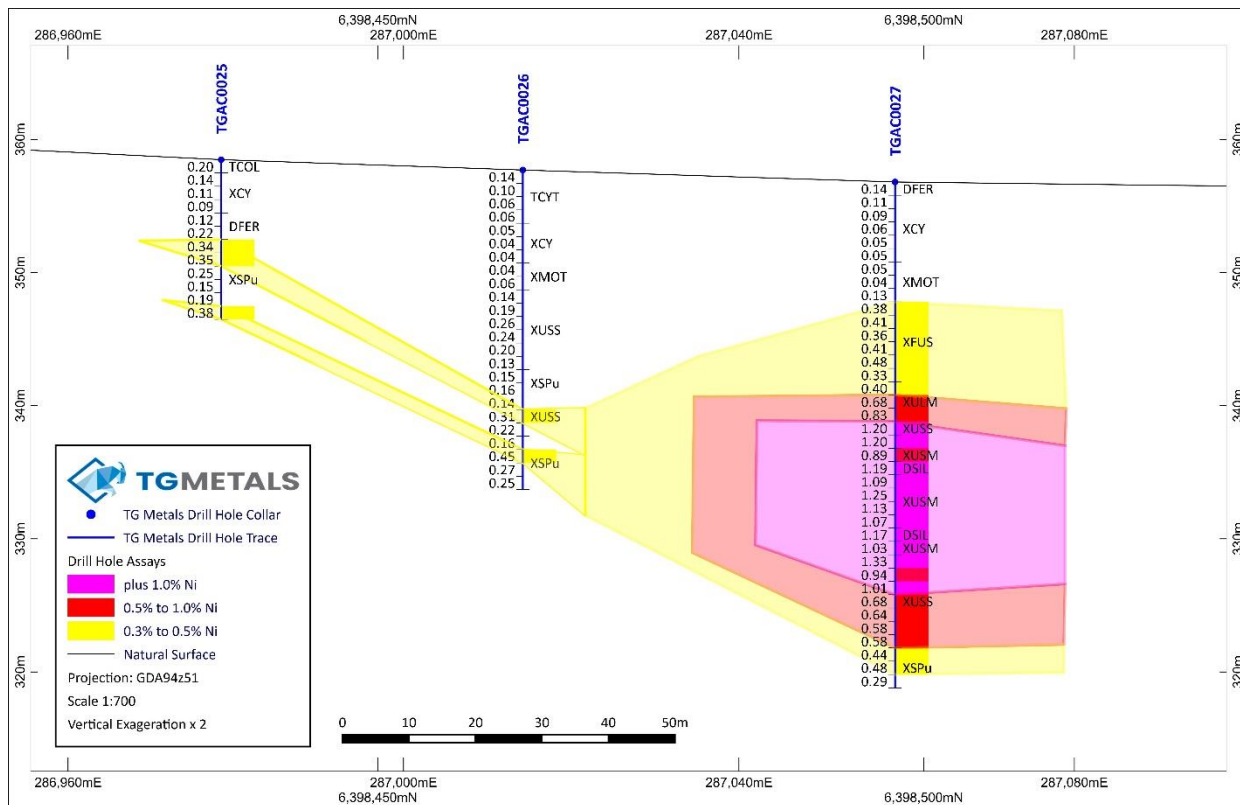 6,398,450mN
6,398,500mN
286,960mE
287,000mE
287,040mE
287,080mE
TGAC0025
TGAC0026
TGAC0027
360m
350m
340m
330m
320m
360m
350m
340m
330m
320m
0.20
0.14
0.11
0.09
0.12
0.22
0.34
0.35
0.25
0.15
0.19
0.38
TCOL
XCY
DFER
XSPu
0.14
0.10
0.06
0.06
0.05
0.04
0.04
0.04
0.06
0.14
0.19
0.26
0.24
0.20
0.13
0.15
0.16
0.14
0.31
0.22
0.16
0.45
0.27
0.25
TCYT
XCY
XMOT
XUSS
XSPu
XUSS
XSPu
0.14
0.11
0.09
0.06
0.05
0.05
0.05
0.04
0.13
0.38
0.41
0.36
0.41
0.48
0.33
0.40
0.68
0.83
1.20
1.20
0.89
1.19
1.09
1.25
1.13
1.07
1.17
1.03
1.33
0.94
1.01
0.68
0.64
0.58
0.58
0.44
0.48
0.29
DFER
XCY
XMOT
XFUS
XULM
XUSS
XUSM
DSIL
XUSM
DSIL
XUSM
XUSS
XSPu
TGMETALS
TG Metals Drill Hole Collar
TG Metals Drill Hole Trace
Drill Hole Assays
plus 1.0% Ni
0.5% to 1.0% Ni
0.3% to 0.5% Ni
Natural Surface
Projection: GDA94z51
Scale 1:700
Vertical Exageration x 2
0 10 20 30 40 50m
286,960mE
287,000mE
287,040mE
287,080mE
6,398,450mN
6,398,500mN